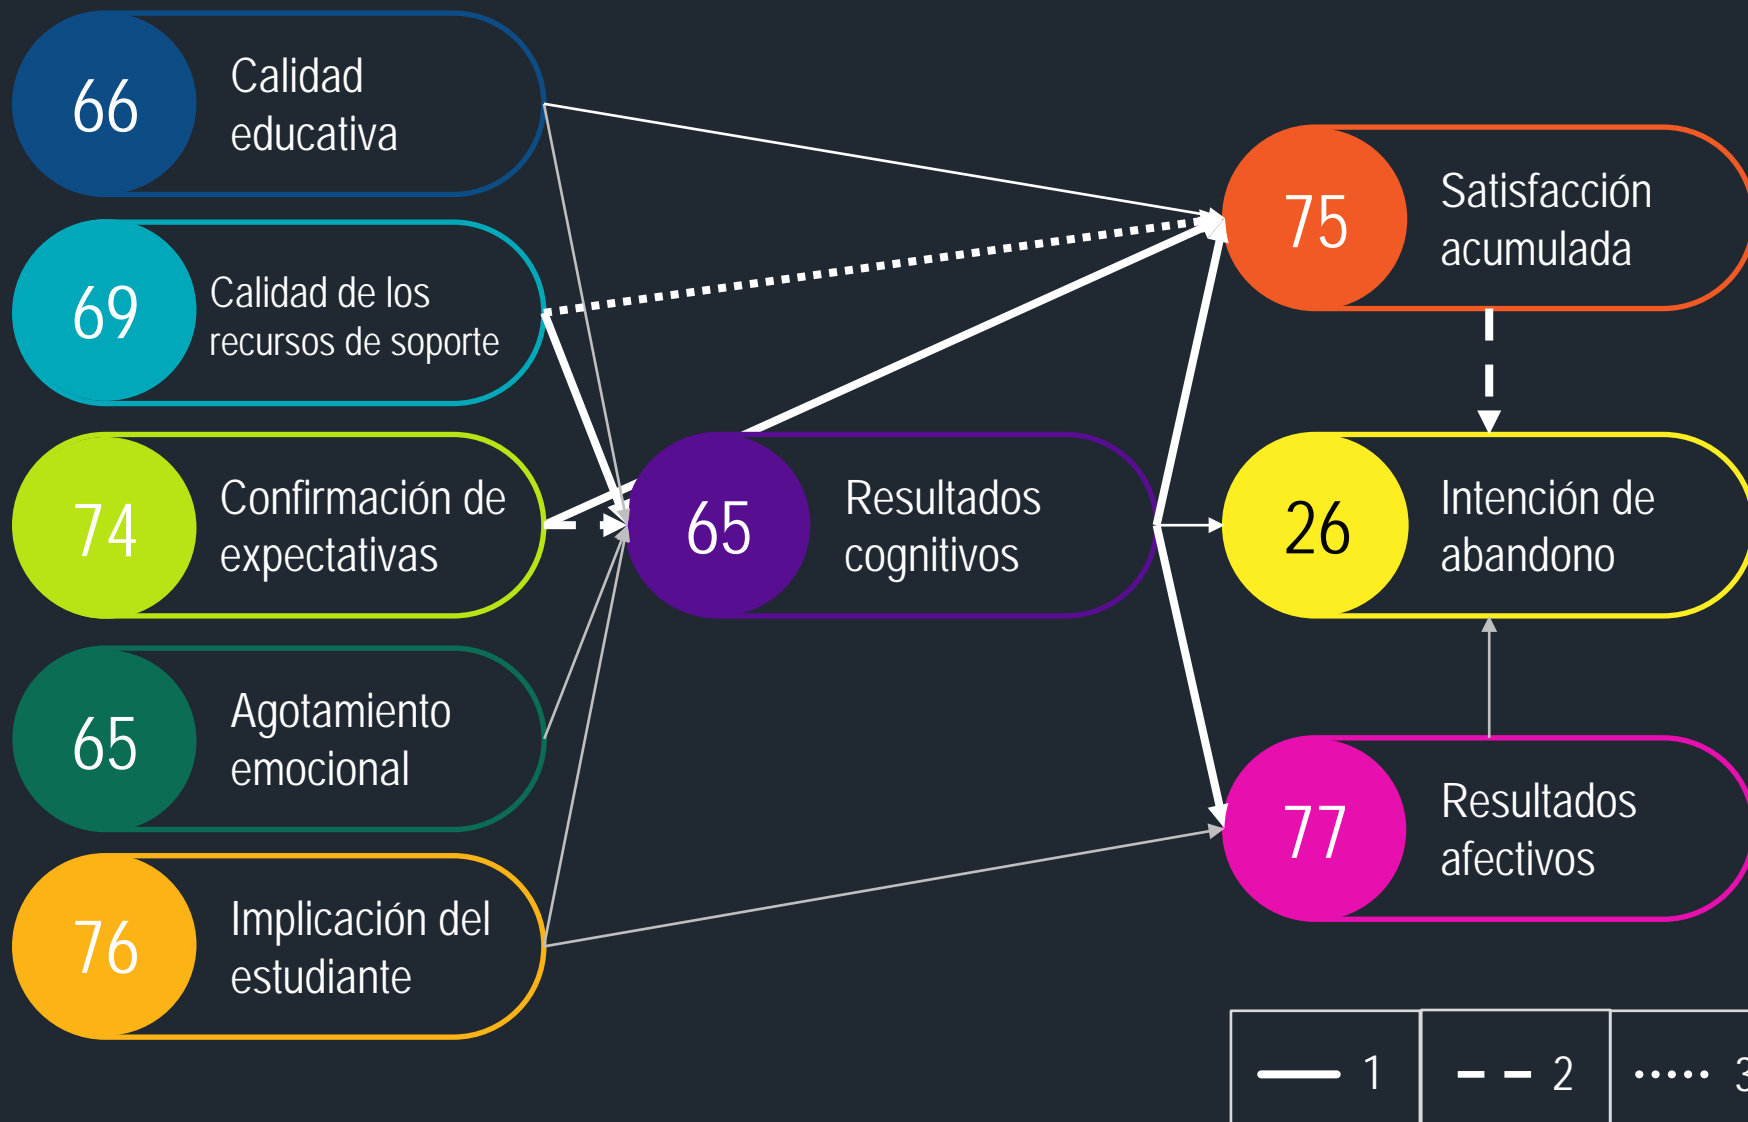 66
Calidad
educativa
69
Calidad de los
recursos de soporte
74
Confirmación de
expectativas
65
Agotamiento
emocional
76
Implicación del
estudiante
65
Resultados
cognitivos
75
Satisfacción
acumulada
26
Intención de
abandono
77
Resultados
afectivos
1
2
3